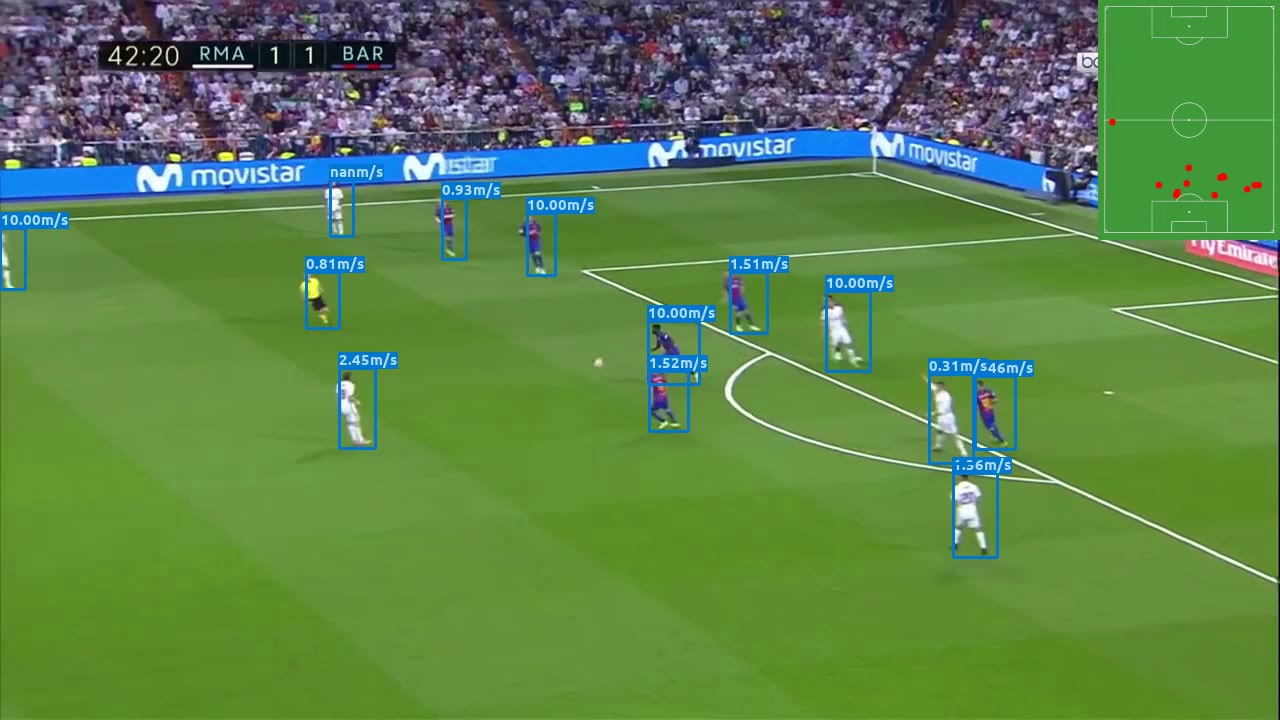 42:20 RMA 1 1 BAR
movistar
movistar
movistar
movistar
nanm/s
0.93m/s
10.00m/s
10.00m/s
0.81m/s
1.51m/s
10.00m/s
10.00m/s
2.45m/s
1.52m/s
0.31m/s
46m/s
1.36m/s
Fly Emirates